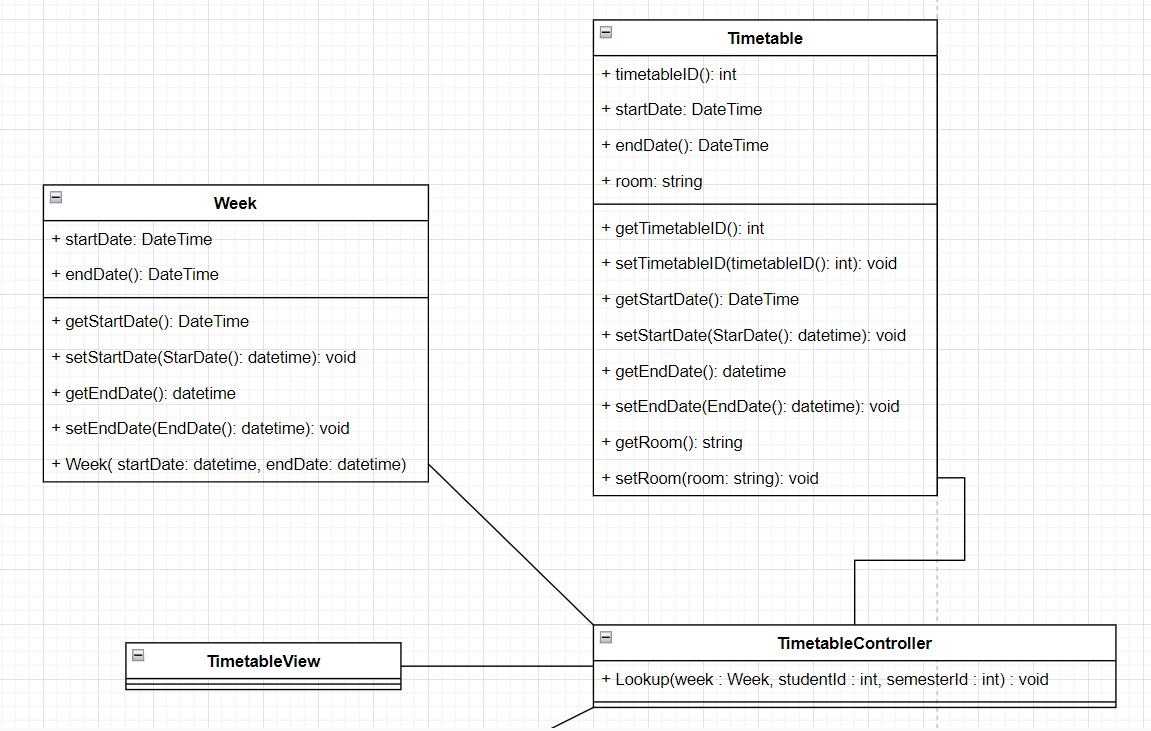 Timetable
+ timetableID(): int
+ startDate: DateTime
+ endDate(): DateTime
+ room: string
+ getTimetableID(): int
+ setTimetableID(timetableID(): int): void
+ getStartDate(): DateTime
+ setStartDate(StarDate(): datetime): void
+ getEndDate(): datetime
+ setEndDate(EndDate(): datetime): void
+ getRoom(): string
+ setRoom(room: string): void
Week
+ startDate: DateTime
+ endDate(): DateTime
+ getStartDate(): DateTime
+ setStartDate(StarDate(): datetime): void
+ getEndDate(): datetime
+ setEndDate(EndDate(): datetime): void
+ Week( startDate: datetime, endDate: datetime)
TimetableView
TimetableController
+ Lookup(week : Week, studentId : int, semesterId : int) : void